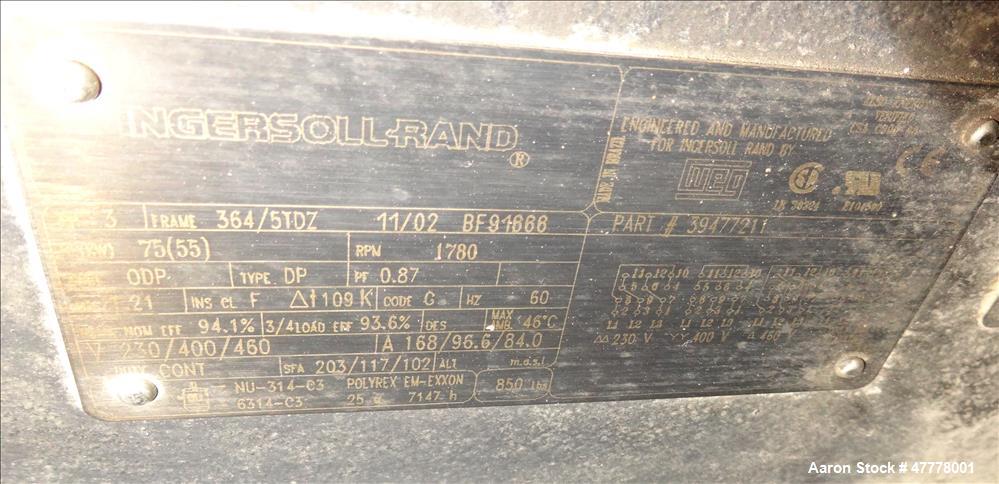 INGERSOLL-RAND ®
3 FRAME 364/5TDZ 11/02 BF91666
75(55) RPM 1780
ODP TYPE DP PF 0.87
21 INS CL F Δt 109 K CODE G HZ 60
NOM EFF 94.1% 3/4 LOAD EFF 93.6% DES MAX AMB. 46°C
V 230/400/460 A 168/96.6/84.0
CONT SFA 203/117/102 ALT m.a.s.l
NU-314-C3 POLYREX EM-EXXON 850 lbs
6314-C3 25 g 7147 h
MADE IN BRAZIL
ENGINEERED AND MANUFACTURED
FOR INGERSOLL RAND BY
WEG
CE
PART # 39477211
230 V 400 V 460 V
Aaron Stock # 47778001